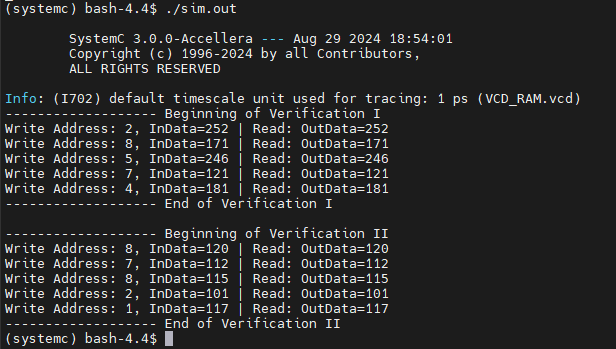 (systemc) bash-4.4$ ./sim.out
SystemC 3.0.0-Accellera --- Aug 29 2024 18:54:01
Copyright (c) 1996-2024 by all Contributors,
ALL RIGHTS RESERVED
Info: (I702) default timescale unit used for tracing: 1 ps (VCD_RAM.vcd)
------------------- Beginning of Verification I
Write Address: 2, InData=252 | Read: OutData=252
Write Address: 8, InData=171 | Read: OutData=171
Write Address: 5, InData=246 | Read: OutData=246
Write Address: 7, InData=121 | Read: OutData=121
Write Address: 4, InData=181 | Read: OutData=181
------------------- End of Verification I
------------------- Beginning of Verification II
Write Address: 8, InData=120 | Read: OutData=120
Write Address: 7, InData=112 | Read: OutData=112
Write Address: 8, InData=115 | Read: OutData=115
Write Address: 2, InData=101 | Read: OutData=101
Write Address: 1, InData=117 | Read: OutData=117
------------------- End of Verification II
(systemc) bash-4.4$